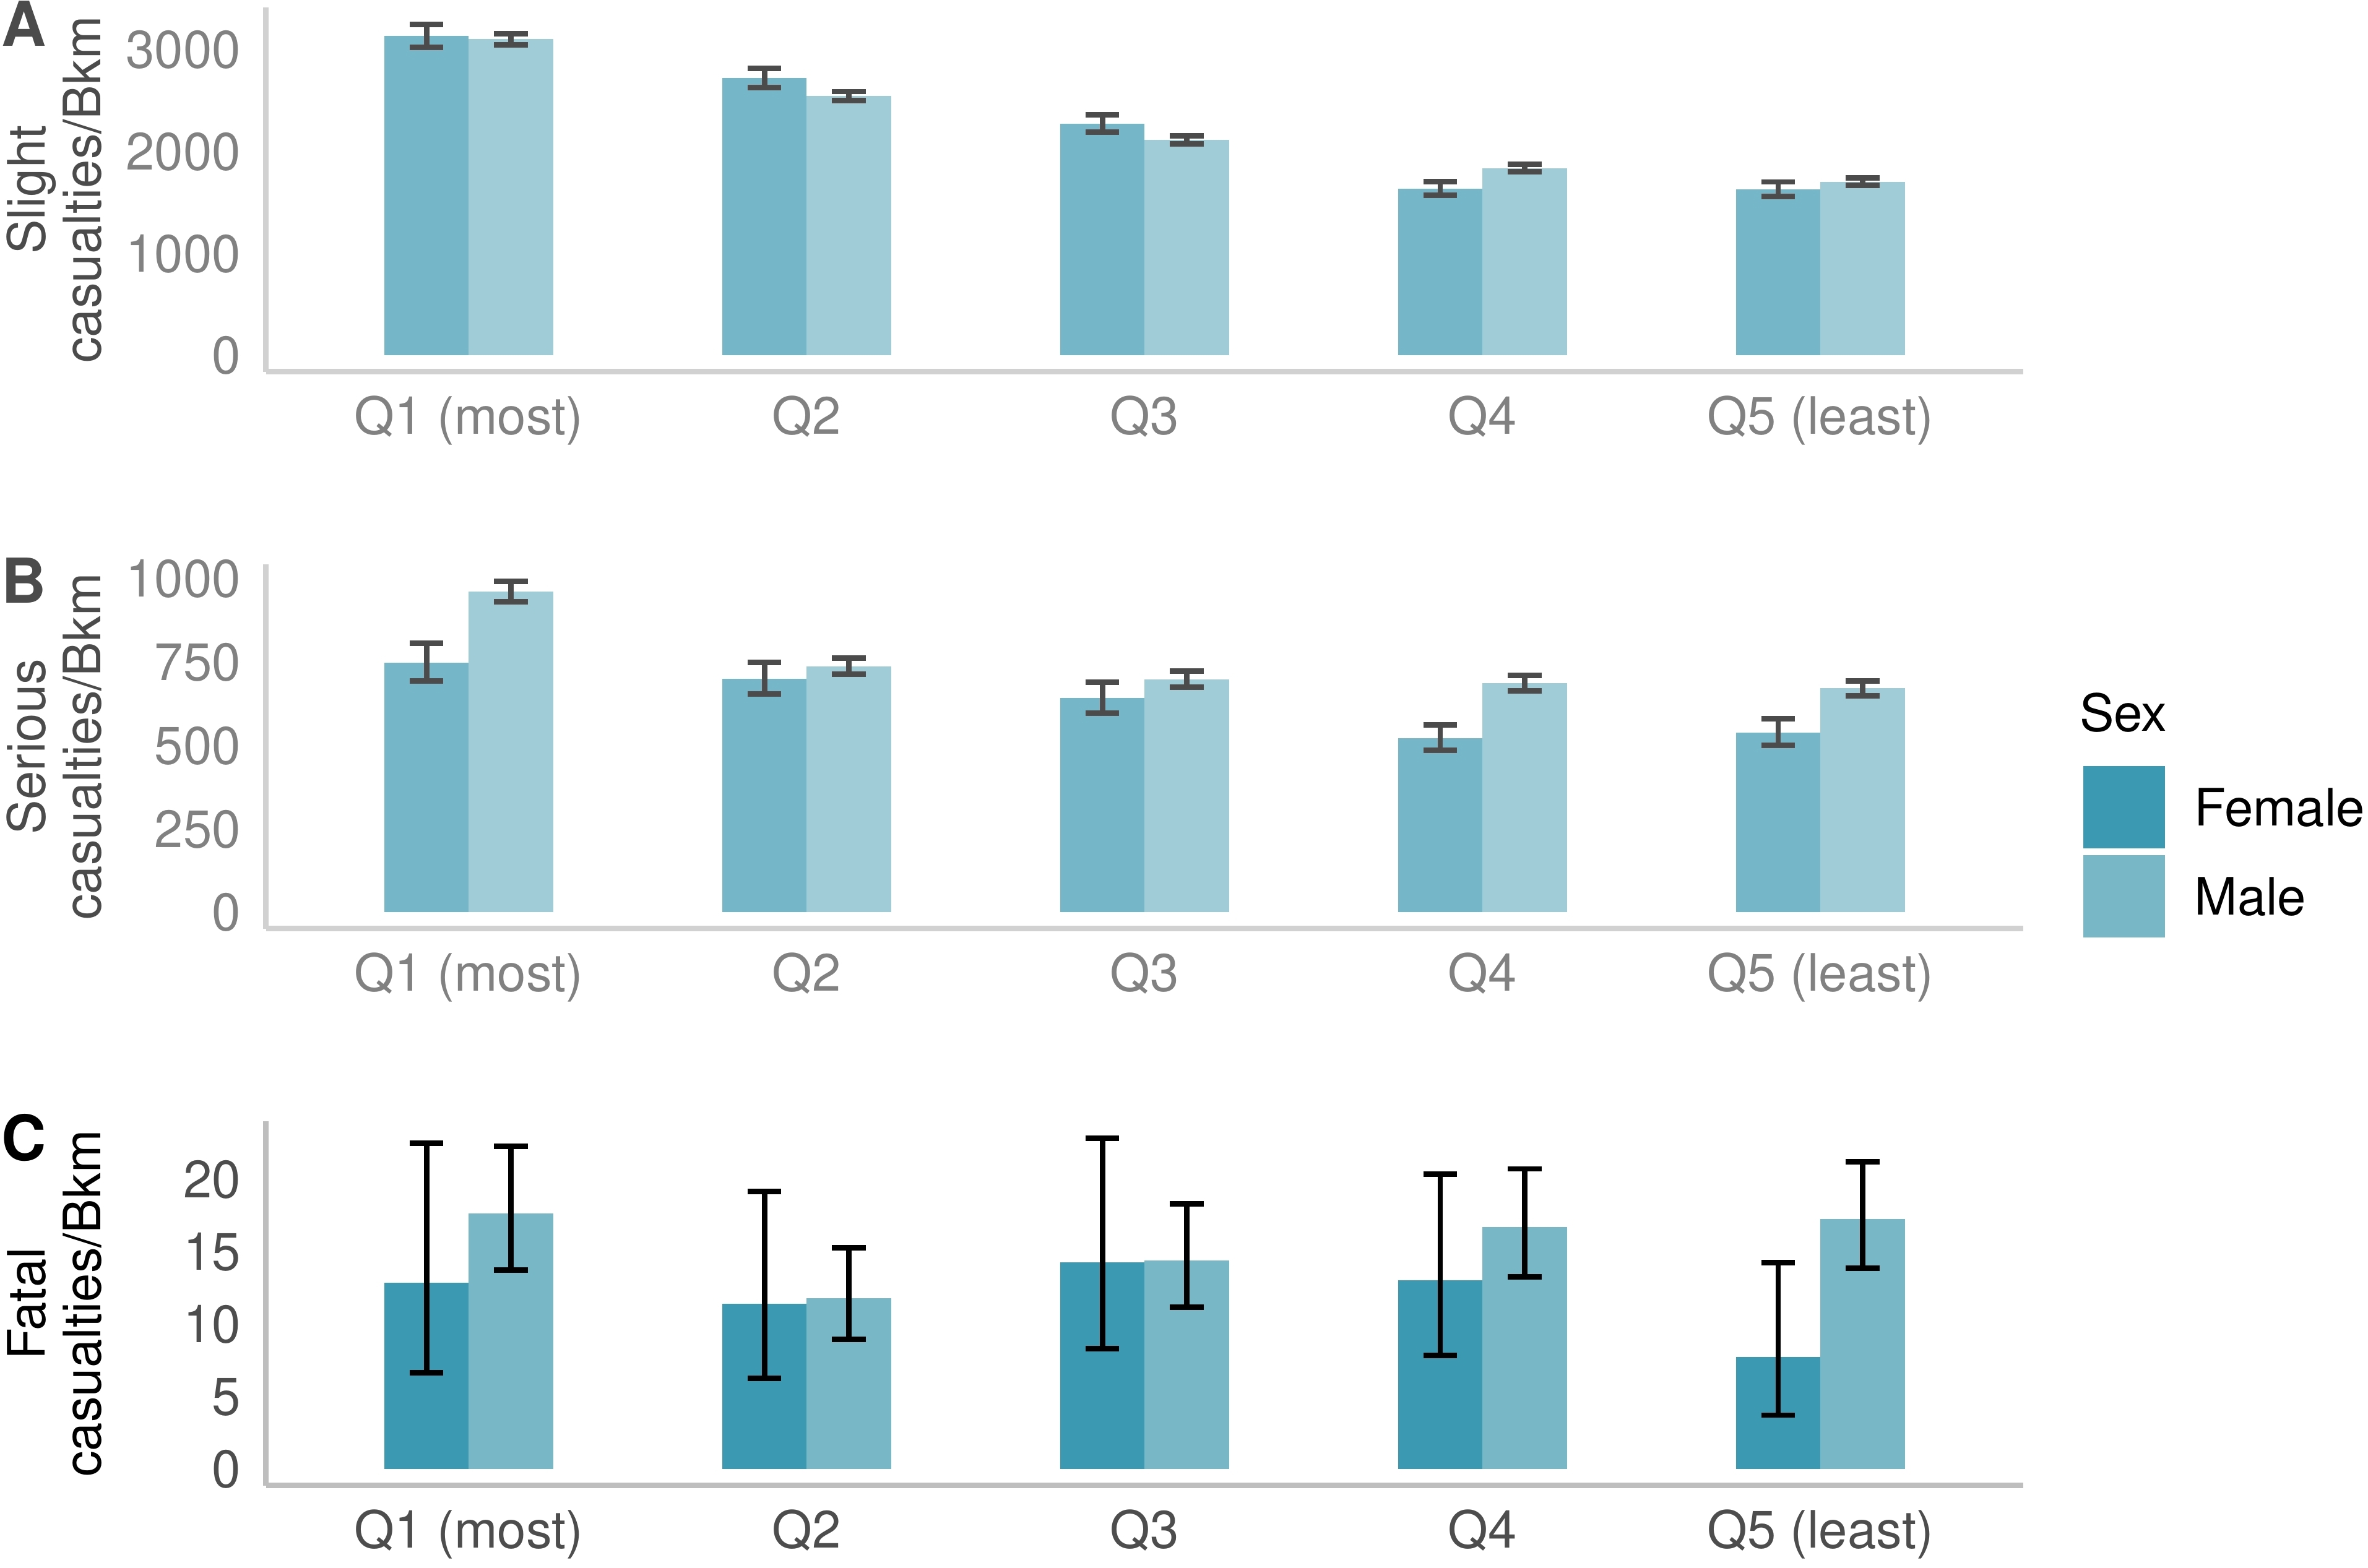 A
Slight
casualties/Bkm
3000
2000
1000
0
Q1 (most) Q2 Q3 Q4 Q5 (least)
B
Serious
casualties/Bkm
1000
750
500
250
0
Q1 (most) Q2 Q3 Q4 Q5 (least)
Sex
Female
Male
C
Fatal
casualties/Bkm
20
15
10
5
0
Q1 (most) Q2 Q3 Q4 Q5 (least)